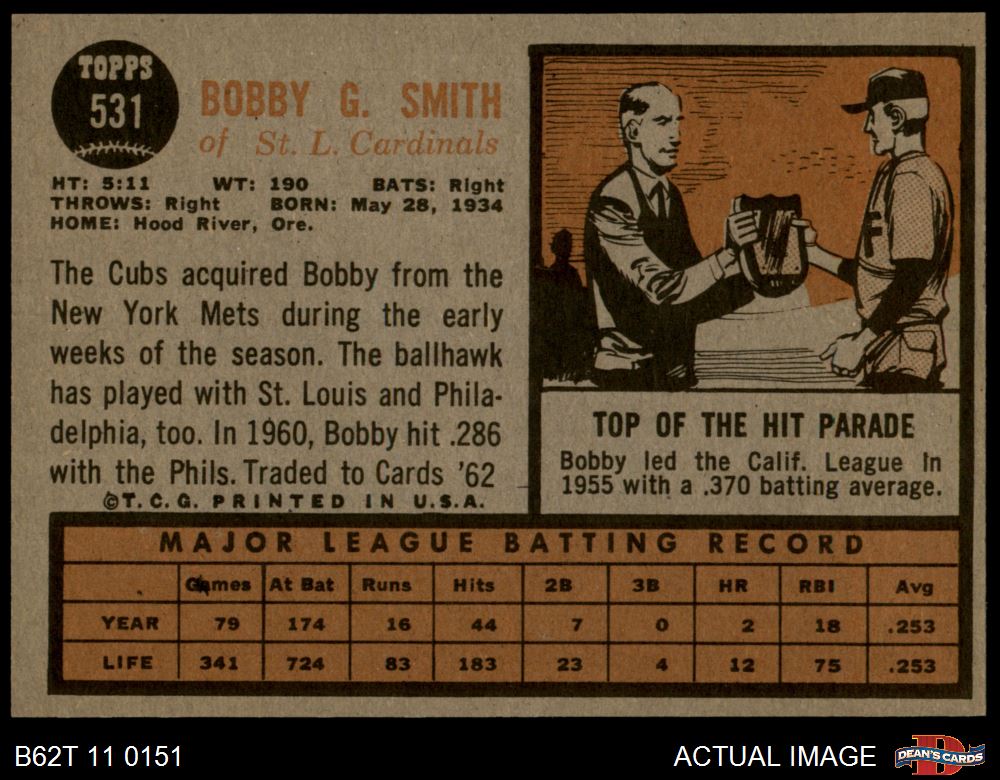 TOPPS
531
BOBBY G. SMITH
of St. L. Cardinals
HT: 5:11 WT: 190 BATS: Right
THROWS: Right BORN: May 28, 1934
HOME: Hood River, Ore.
The Cubs acquired Bobby from the
New York Mets during the early
weeks of the season. The ballhawk
has played with St. Louis and Phila-
delphia, too. In 1960, Bobby hit .286
with the Phils. Traded to Cards '62
©T.C.G. PRINTED IN U.S.A.
F
TOP OF THE HIT PARADE
Bobby led the Calif. League in
1955 with a .370 batting average.
MAJOR LEAGUE BATTING RECORD
Games At Bat Runs Hits 2B 3B HR RBI Avg
YEAR 79 174 16 44 7 0 2 18 .253
LIFE 341 724 83 183 23 4 12 75 .253
B62T 11 0151
ACTUAL IMAGE
D
DEAN'S CARDS